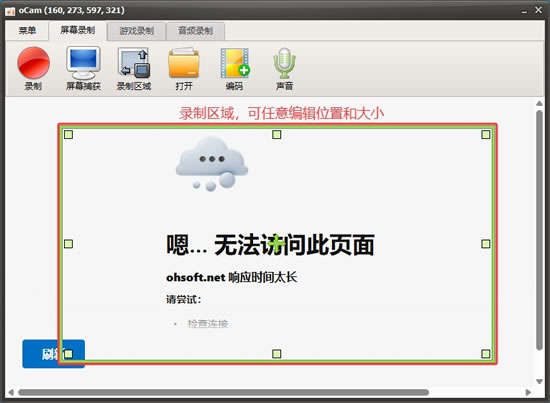 oCam (160, 273, 597, 321)
菜单 屏幕录制 游戏录制 音频录制
录制 屏幕捕获 录制区域 打开 编码 声音
录制区域，可任意编辑位置和大小
嗯... 无法访问此页面
ohsoft.net 响应时间太长
请尝试：
• 检查连接
刷新